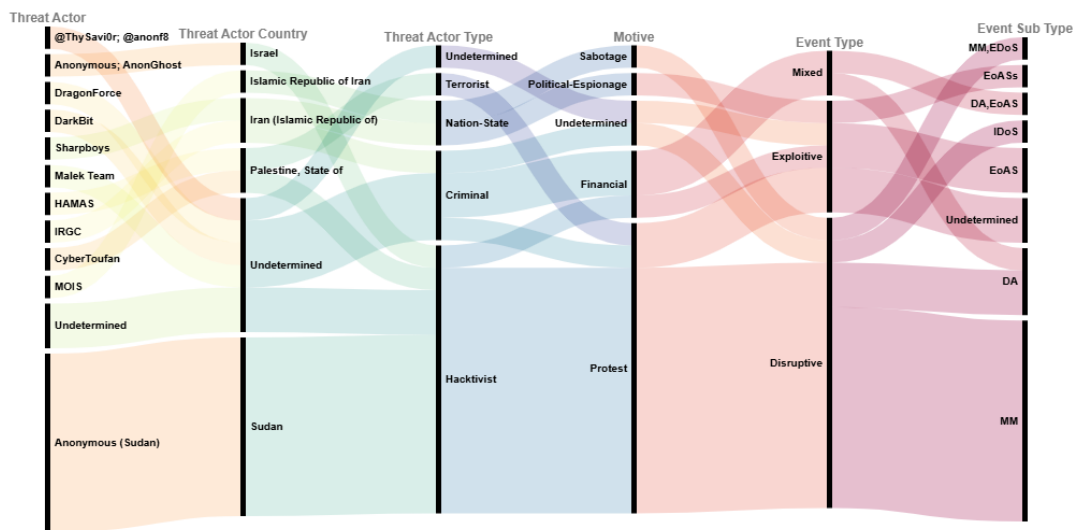 Threat Actor
@ThySavi0r; @anonf8
Anonymous; AnonGhost
DragonForce
DarkBit
Sharpboys
Malek Team
HAMAS
IRGC
CyberToufan
MOIS
Undetermined
Anonymous (Sudan)
Threat Actor Country
Israel
Islamic Republic of Iran
Iran (Islamic Republic of)
Palestine, State of
Undetermined
Sudan
Threat Actor Type
Undetermined
Terrorist
Nation-State
Criminal
Hacktivist
Motive
Sabotage
Political-Espionage
Undetermined
Financial
Protest
Event Type
Mixed
Exploitive
Disruptive
Event Sub Type
MM,EDoS
EoASs
DA,EoAS
IDoS
EoAS
Undetermined
DA
MM